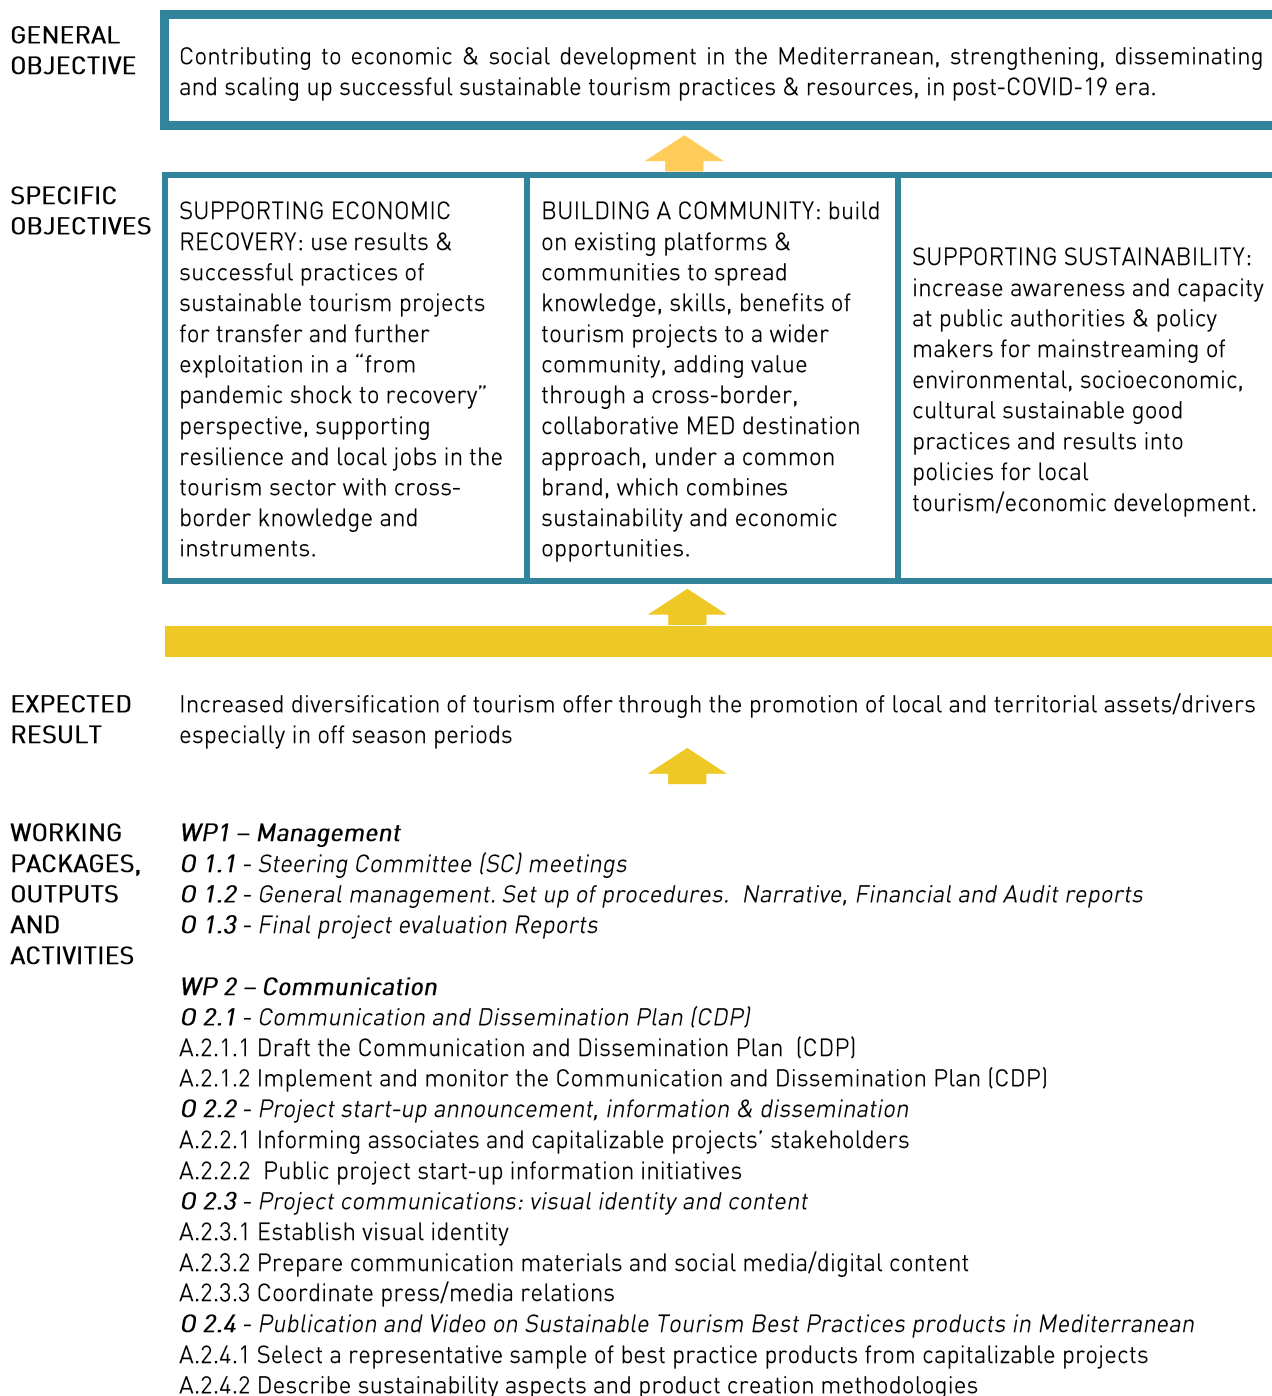 GENERAL
OBJECTIVE
Contributing to economic & social development in the Mediterranean, strengthening, disseminating
and scaling up successful sustainable tourism practices & resources, in post-COVID-19 era.
SPECIFIC
OBJECTIVES
SUPPORTING ECONOMIC
RECOVERY: use results &
successful practices of
sustainable tourism projects
for transfer and further
exploitation in a “from
pandemic shock to recovery”
perspective, supporting
resilience and local jobs in the
tourism sector with cross-
border knowledge and
instruments.
BUILDING A COMMUNITY: build
on existing platforms &
communities to spread
knowledge, skills, benefits of
tourism projects to a wider
community, adding value
through a cross-border,
collaborative MED destination
approach, under a common
brand, which combines
sustainability and economic
opportunities.
SUPPORTING SUSTAINABILITY:
increase awareness and capacity
at public authorities & policy
makers for mainstreaming of
environmental, socioeconomic,
cultural sustainable good
practices and results into
policies for local
tourism/economic development.
EXPECTED
RESULT
Increased diversification of tourism offer through the promotion of local and territorial assets/drivers
especially in off season periods
WORKING
PACKAGES,
OUTPUTS
AND
ACTIVITIES
WP1 – Management
O 1.1 - Steering Committee (SC) meetings
O 1.2 - General management. Set up of procedures.  Narrative, Financial and Audit reports
O 1.3 - Final project evaluation Reports
WP 2 – Communication
O 2.1 - Communication and Dissemination Plan (CDP)
A.2.1.1 Draft the Communication and Dissemination Plan  (CDP)
A.2.1.2 Implement and monitor the Communication and Dissemination Plan (CDP)
O 2.2 - Project start-up announcement, information & dissemination
A.2.2.1 Informing associates and capitalizable projects’ stakeholders
A.2.2.2  Public project start-up information initiatives
O 2.3 - Project communications: visual identity and content
A.2.3.1 Establish visual identity
A.2.3.2 Prepare communication materials and social media/digital content
A.2.3.3 Coordinate press/media relations
O 2.4 - Publication and Video on Sustainable Tourism Best Practices products in Mediterranean
A.2.4.1 Select a representative sample of best practice products from capitalizable projects
A.2.4.2 Describe sustainability aspects and product creation methodologies